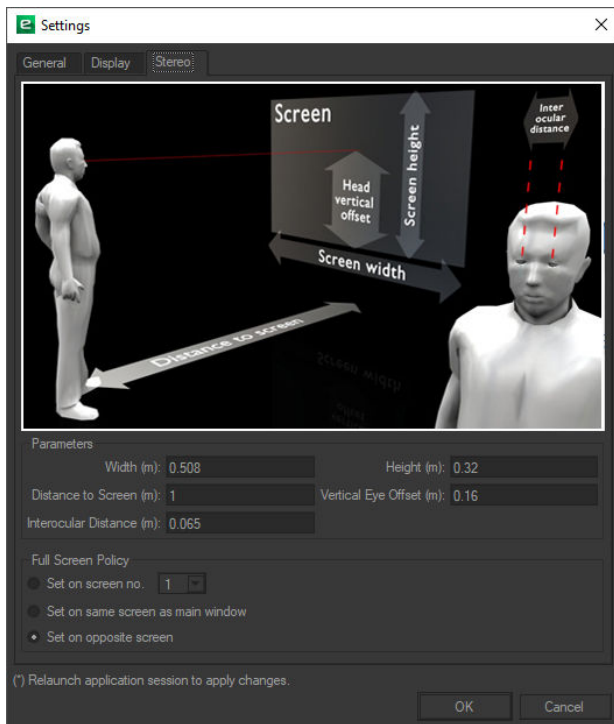 Settings
General Display Stereo
Screen
Inter
ocular
distance
Head
vertical
offset
Screen height
Screen width
Distance to screen
Screen width
offset
Parameters
Width (m): 0.508 Height (m): 0.32
Distance to Screen (m): 1 Vertical Eye Offset (m): 0.16
Interocular Distance (m): 0.065
Full Screen Policy
Set on screen no. 1
Set on same screen as main window
Set on opposite screen
(*) Relaunch application session to apply changes.
OK Cancel